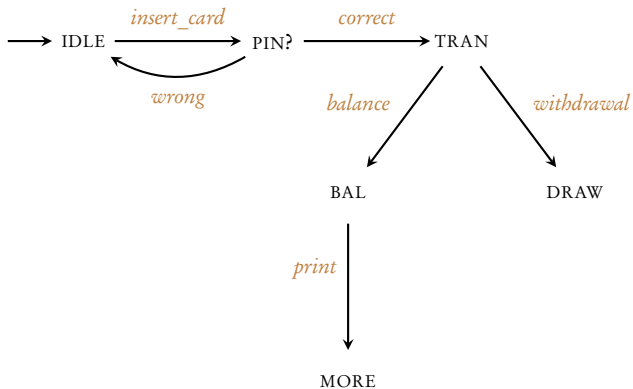 insert_card
correct
IDLE
PIN?
TRAN
wrong
balance
withdrawal
BAL
DRAW
print
MORE